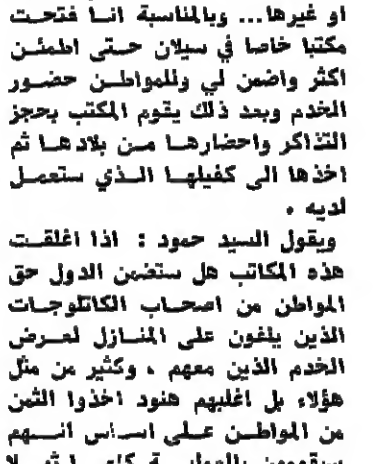 او غيرها... وبالمناسبة انا فتحت
مكتبا خاصا في سيلان حتى اطمئن
اكثر واضمن لي وللمواطن حضور
الخدم وبعد ذلك يقوم المكتب بحجز
التذاكر واحضارها من بلادها ثم
اخذها الى كفيلها الذي ستعمل
لديه .
ويقول السيد حمود : اذا اغلقت
هذه المكاتب هل ستضمن الدول حق
المواطن من اصحاب الكاتلوجات
الذين يلغون على المنازل لعرض
الخدم الذين معهم ، وكثير من مثل
هؤلاء بل اغلبهم هنود اخذوا الثمن
من المواطن على اساس انهم